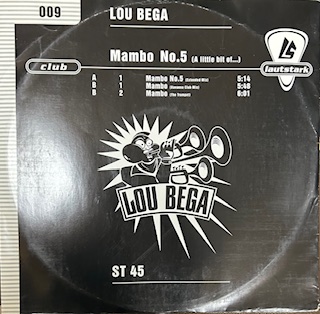 009
LOU BEGA
Mambo No.5 (A little bit of...)
LS
club
lautstark
A 1 Mambo No.5 (Extended Mix) 5:14
B 1 Mambo (Havanna Club Mix) 5:48
B 2 Mambo (The Trumpet) 6:01
LOU BEGA
ST 45